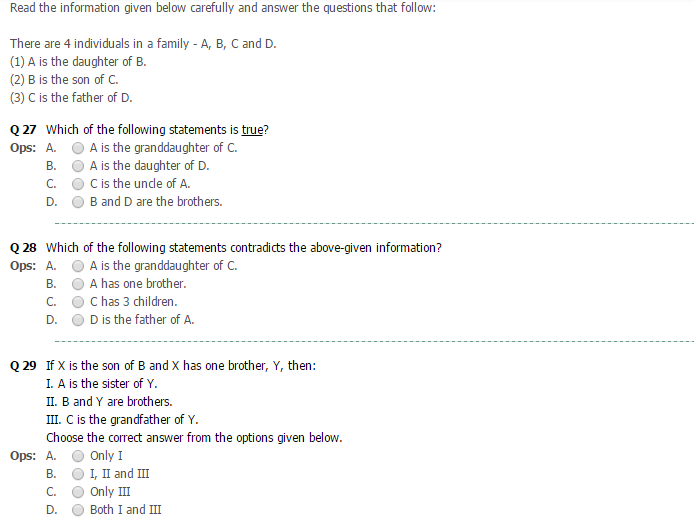 Read the information given below carefully and answer the questions that follow:
There are 4 individuals in a family - A, B, C and D.
(1) A is the daughter of B.
(2) B is the son of C.
(3) C is the father of D.
Q 27 Which of the following statements is true?
Ops: A. A is the granddaughter of C.
B. A is the daughter of D.
C. C is the uncle of A.
D. B and D are the brothers.
Q 28 Which of the following statements contradicts the above-given information?
Ops: A. A is the granddaughter of C.
B. A has one brother.
C. C has 3 children.
D. D is the father of A.
Q 29 If X is the son of B and X has one brother, Y, then:
I. A is the sister of Y.
II. B and Y are brothers.
III. C is the grandfather of Y.
Choose the correct answer from the options given below.
Ops: A. Only I
B. I, II and III
C. Only III
D. Both I and III